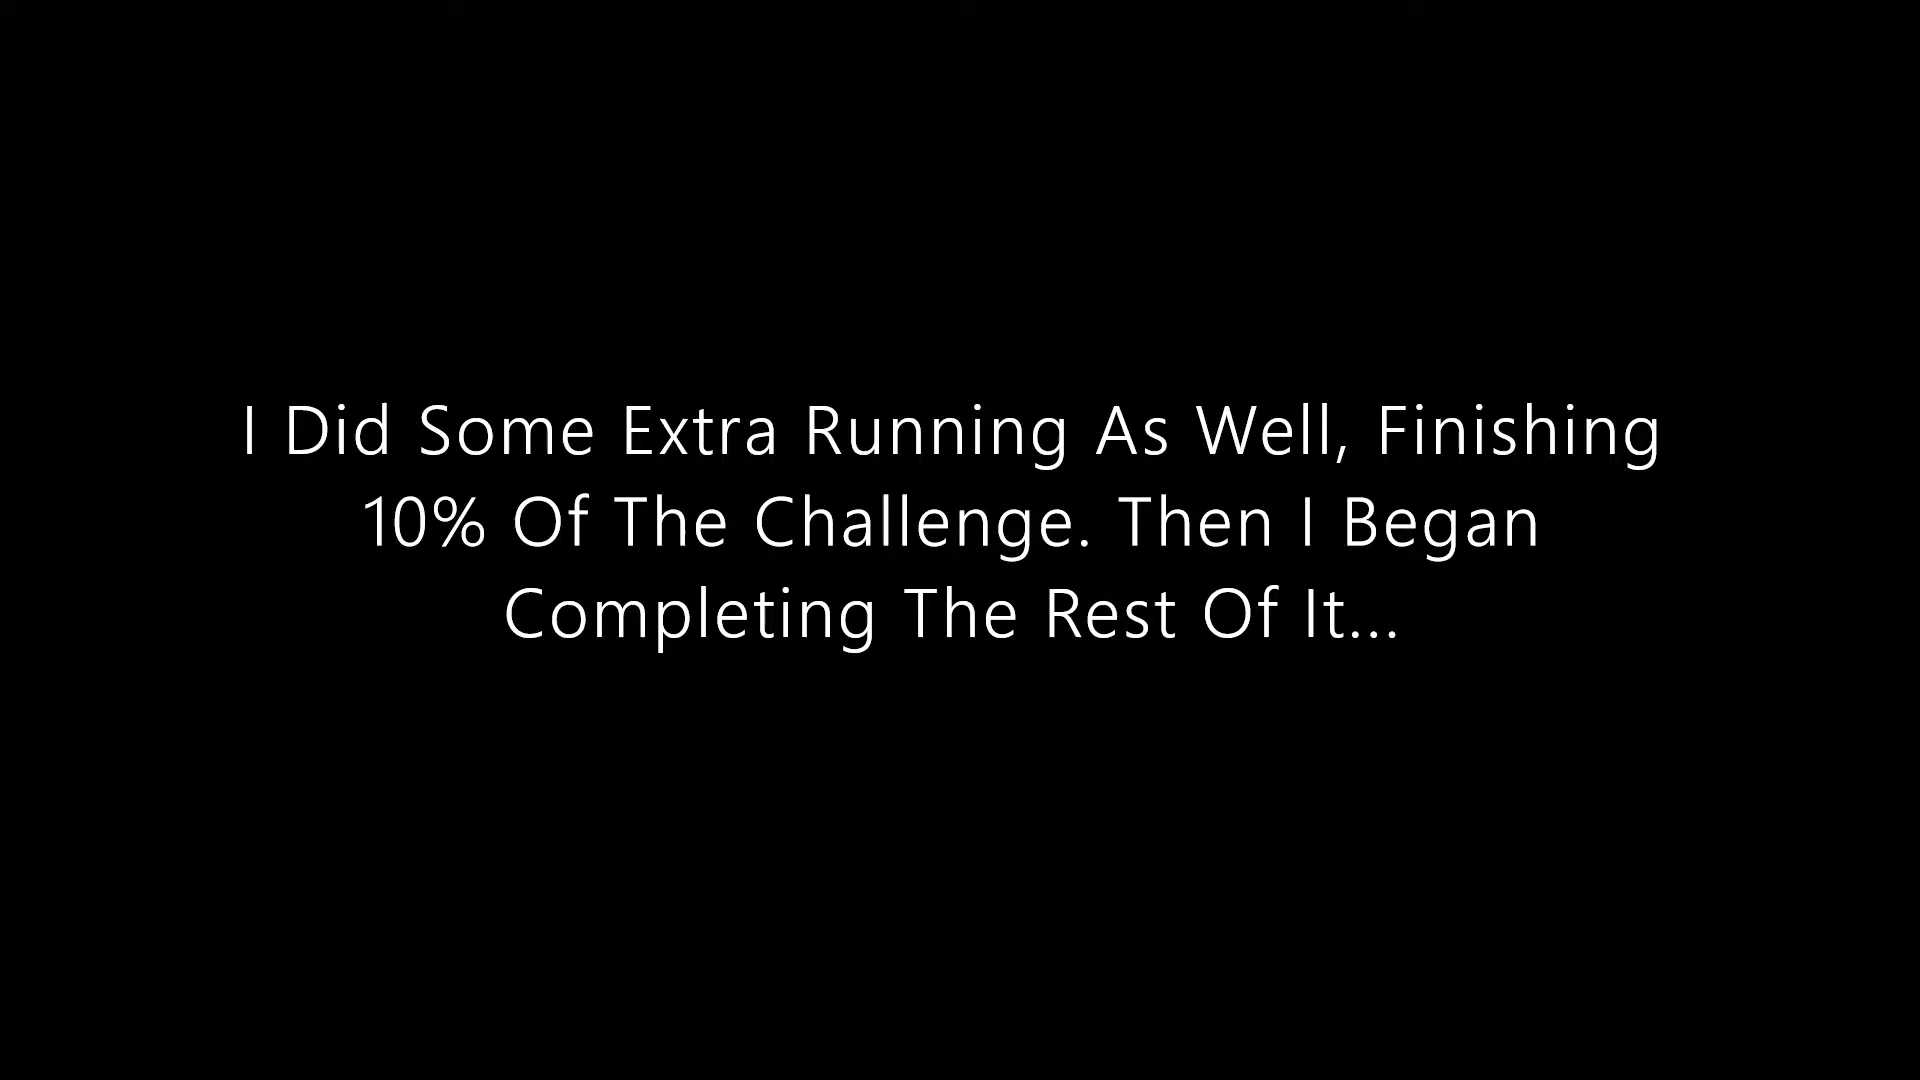 I Did Some Extra Running As Well, Finishing
10% Of The Challenge. Then I Began
Completing The Rest Of It...